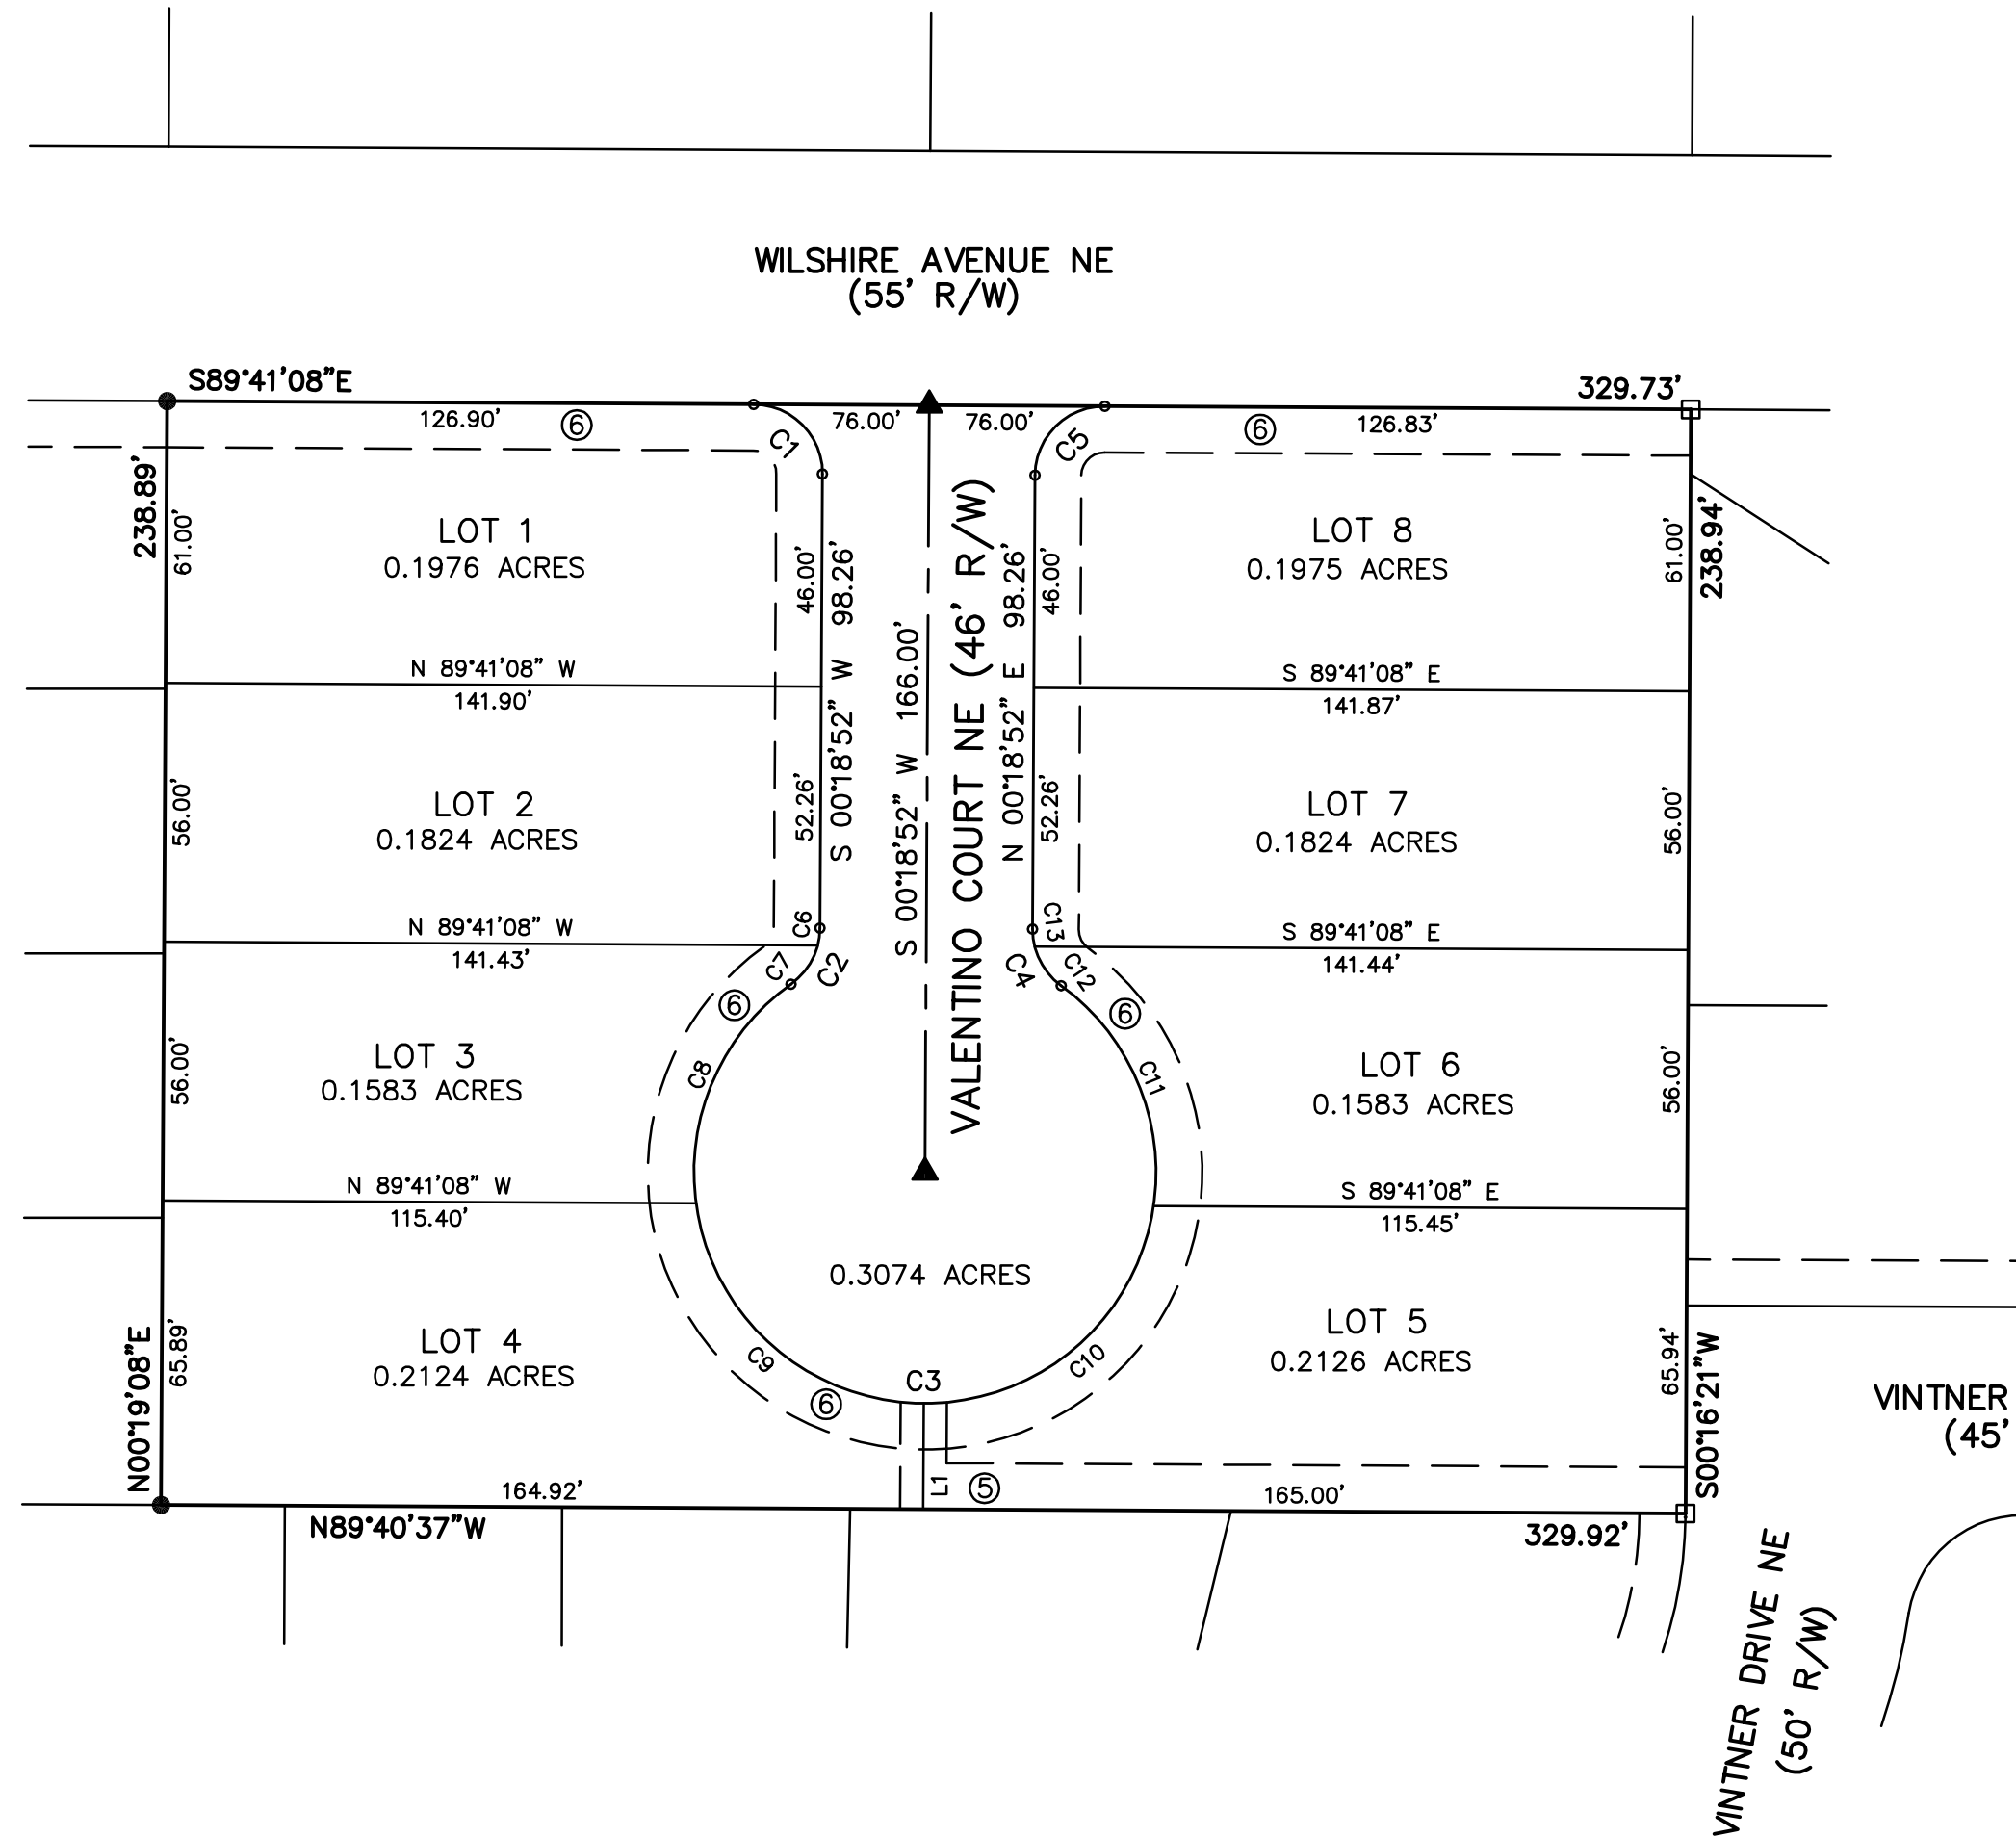 WILSHIRE AVENUE NE
(55' R/W)
S89°41'08"E
329.73'
126.90'
6
76.00'
76.00'
6
126.83'
C1
C5
238.89'
61.00'
LOT 1
0.1976 ACRES
46.00'
S 00°18'52" W 98.26'
S 00°18'52" W 166.00'
VALENTINO COURT NE (46' R/W)
N 00°18'52" E 98.26'
46.00'
LOT 8
0.1975 ACRES
61.00'
238.94'
N 89°41'08" W
141.90'
S 89°41'08" E
141.87'
56.00'
LOT 2
0.1824 ACRES
52.26'
52.26'
LOT 7
0.1824 ACRES
56.00'
C6
C13
N 89°41'08" W
141.43'
S 89°41'08" E
141.44'
C7
C2
C4
C12
6
6
56.00'
LOT 3
0.1583 ACRES
C8
C11
LOT 6
0.1583 ACRES
56.00'
N 89°41'08" W
115.40'
S 89°41'08" E
115.45'
0.3074 ACRES
N00°19'08"E
65.89'
LOT 4
0.2124 ACRES
C9
6
C3
C10
LOT 5
0.2126 ACRES
65.94'
S00°16'21"W
VINTNER
(45'
164.92'
L1
5
165.00'
N89°40'37"W
329.92'
VINTNER DRIVE NE
(50' R/W)